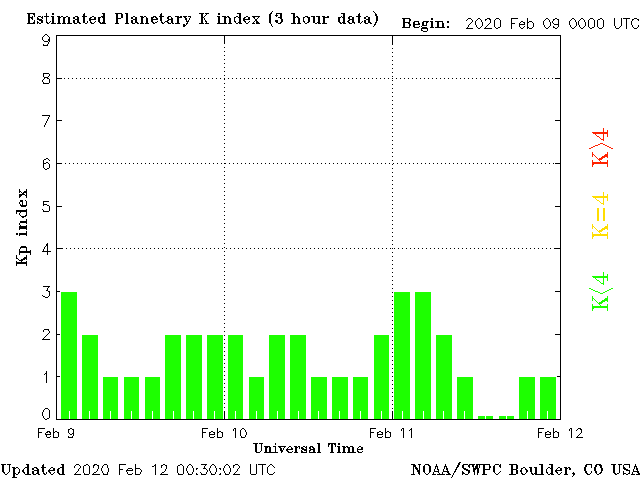 Estimated Planetary K index (3 hour data)
Begin: 2020 Feb 09 0000 UTC
9
8
7
6
5
4
3
2
1
0
Kp index
K>4
K=4
K<4
Feb 9
Feb 10
Feb 11
Feb 12
Universal Time
Updated 2020 Feb 12 00:30:02 UTC
NOAA/SWPC Boulder, CO USA